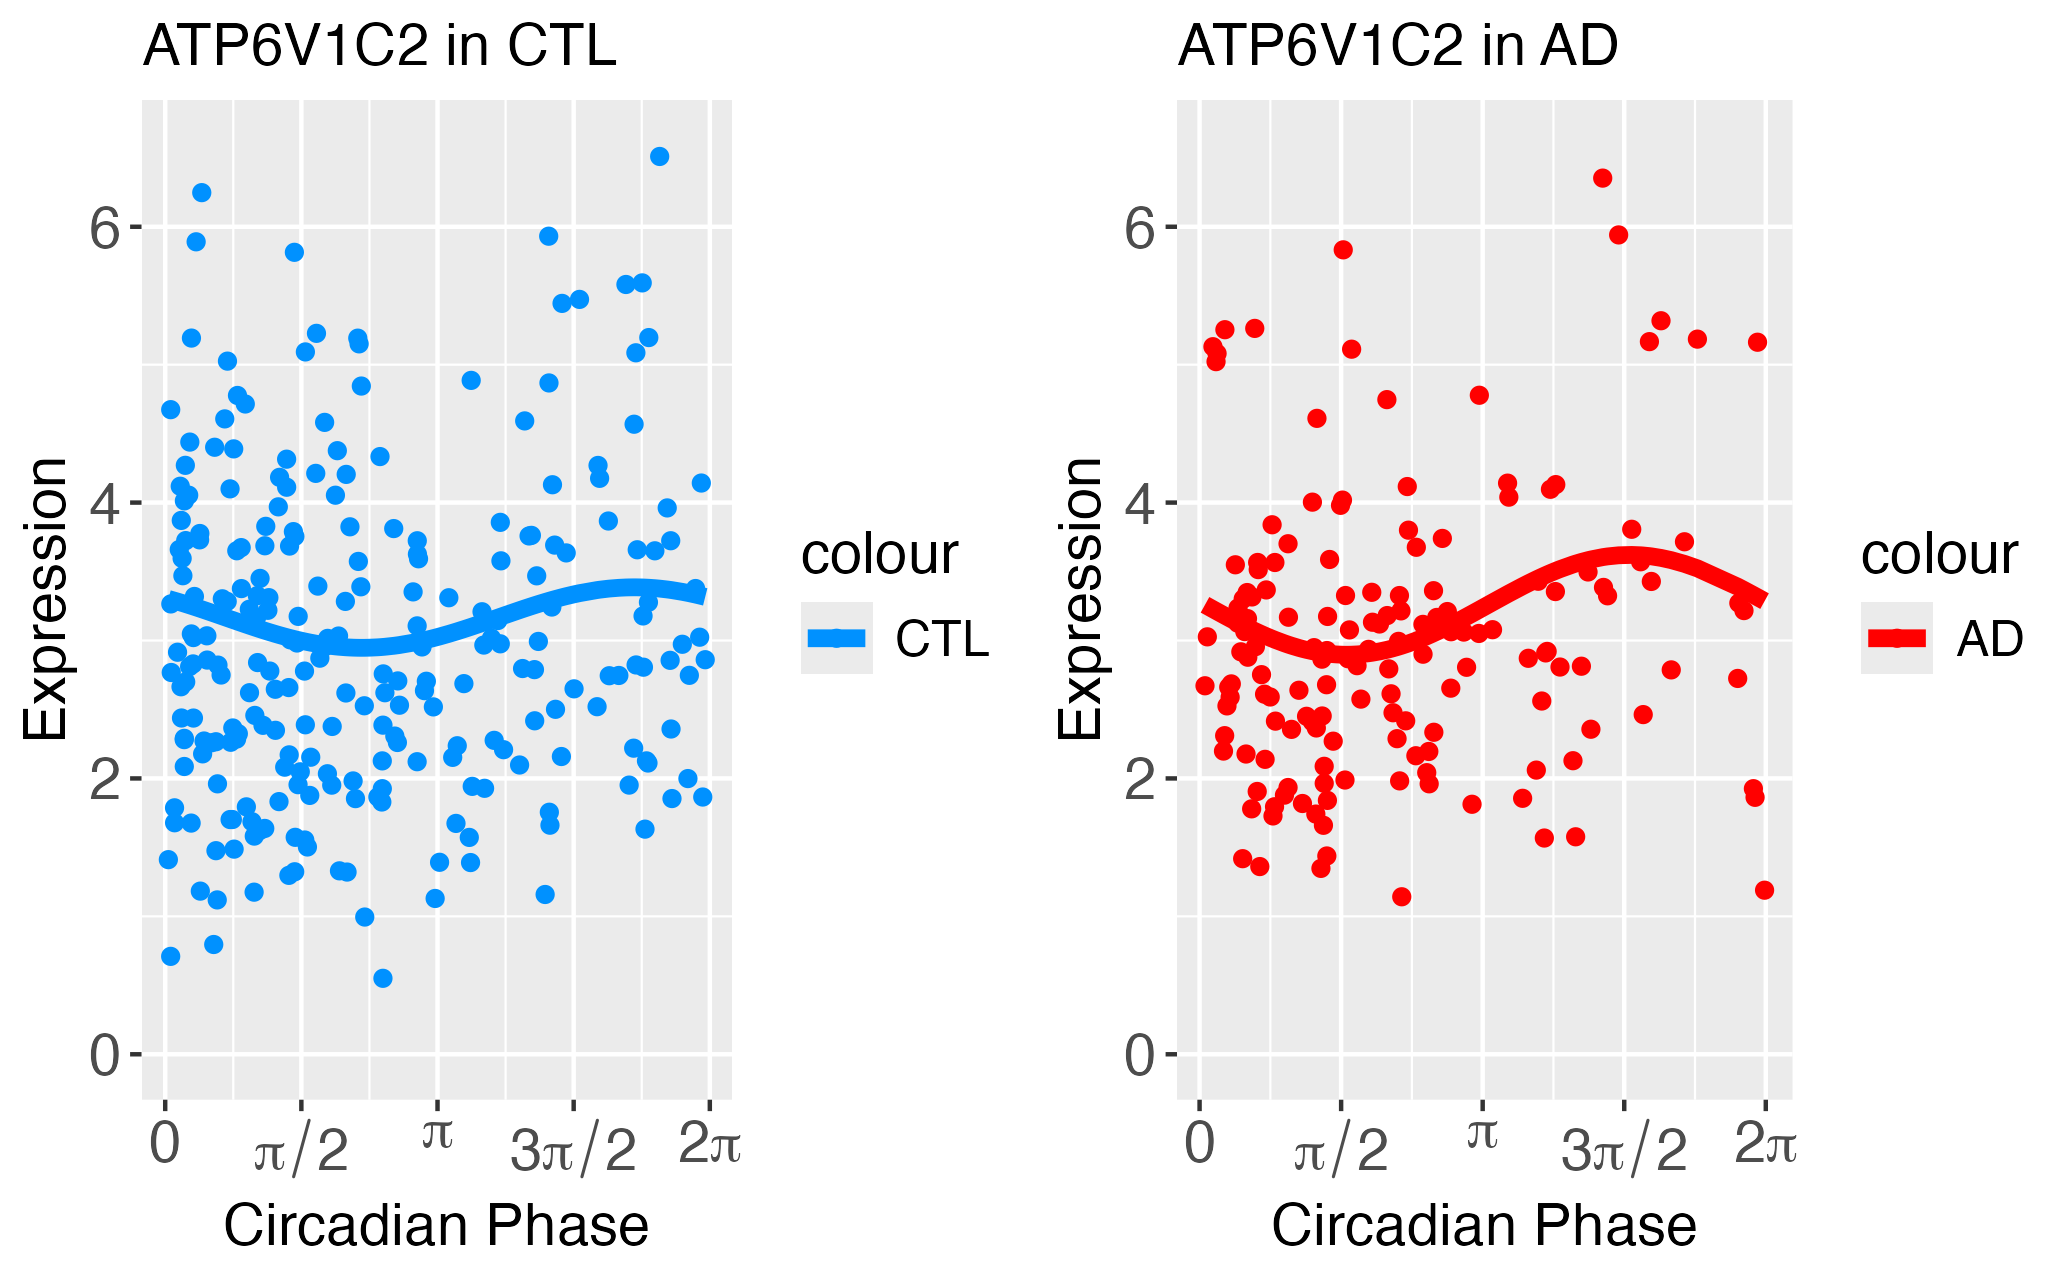 ATP6V1C2 in CTL
Expression
6
4
2
0
0 π/2 π 3π/2 2π
Circadian Phase
colour
CTL
ATP6V1C2 in AD
Expression
6
4
2
0
0 π/2 π 3π/2 2π
Circadian Phase
colour
AD